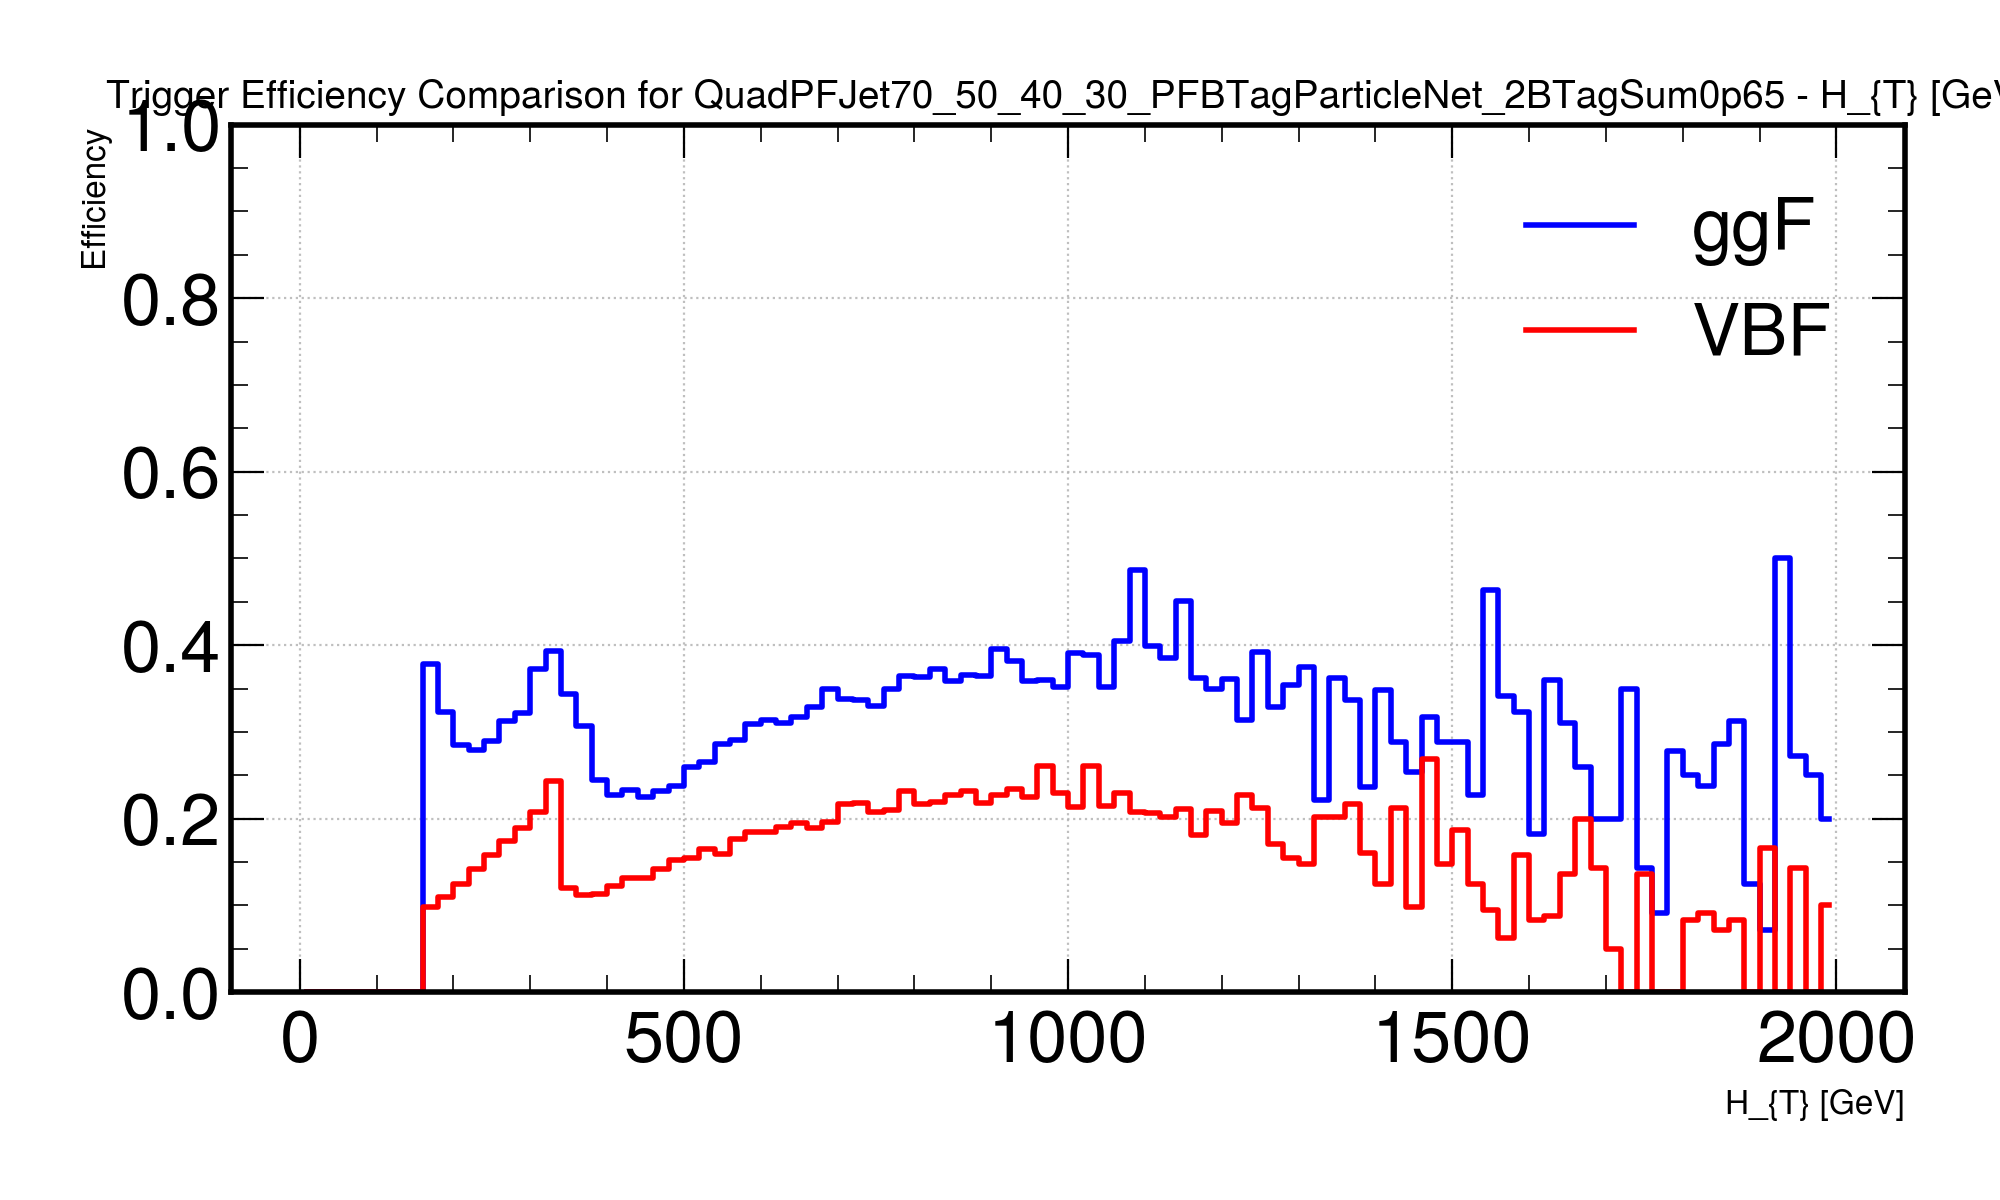 Trigger Efficiency Comparison for QuadPFJet70_50_40_30_PFBTagParticleNet_2BTagSum0p65 - H_{T} [GeV
Efficiency
1.0
0.8
0.6
0.4
0.2
0.0
ggF
VBF
0 500 1000 1500 2000
H_{T} [GeV]